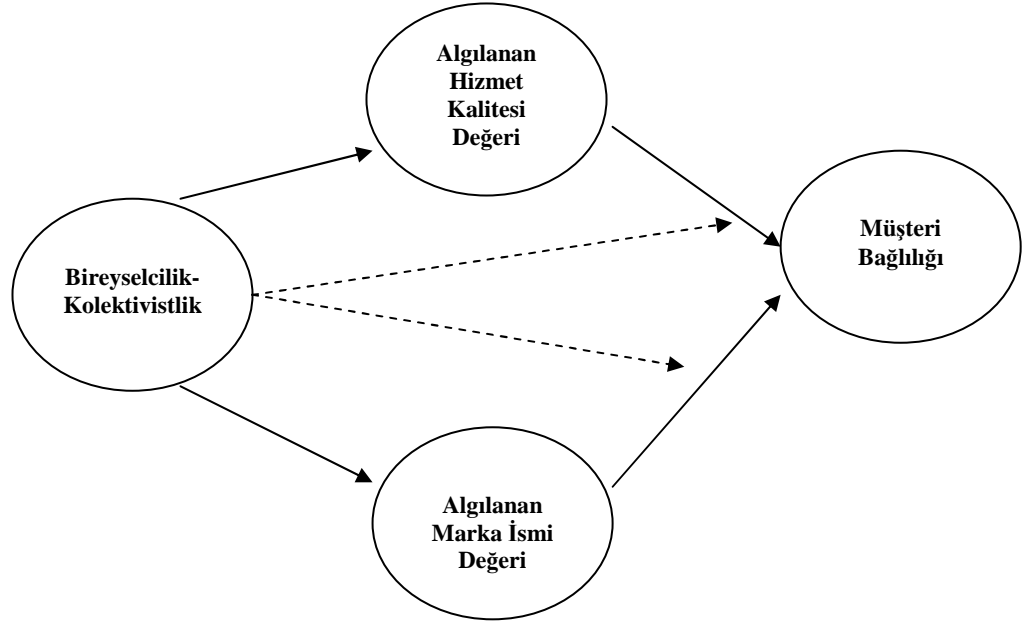 Algılanan
Hizmet
Kalitesi
Değeri
Müşteri
Bağlılığı
Bireyselcilik-
Kolektivistlik
Algılanan
Marka İsmi
Değeri